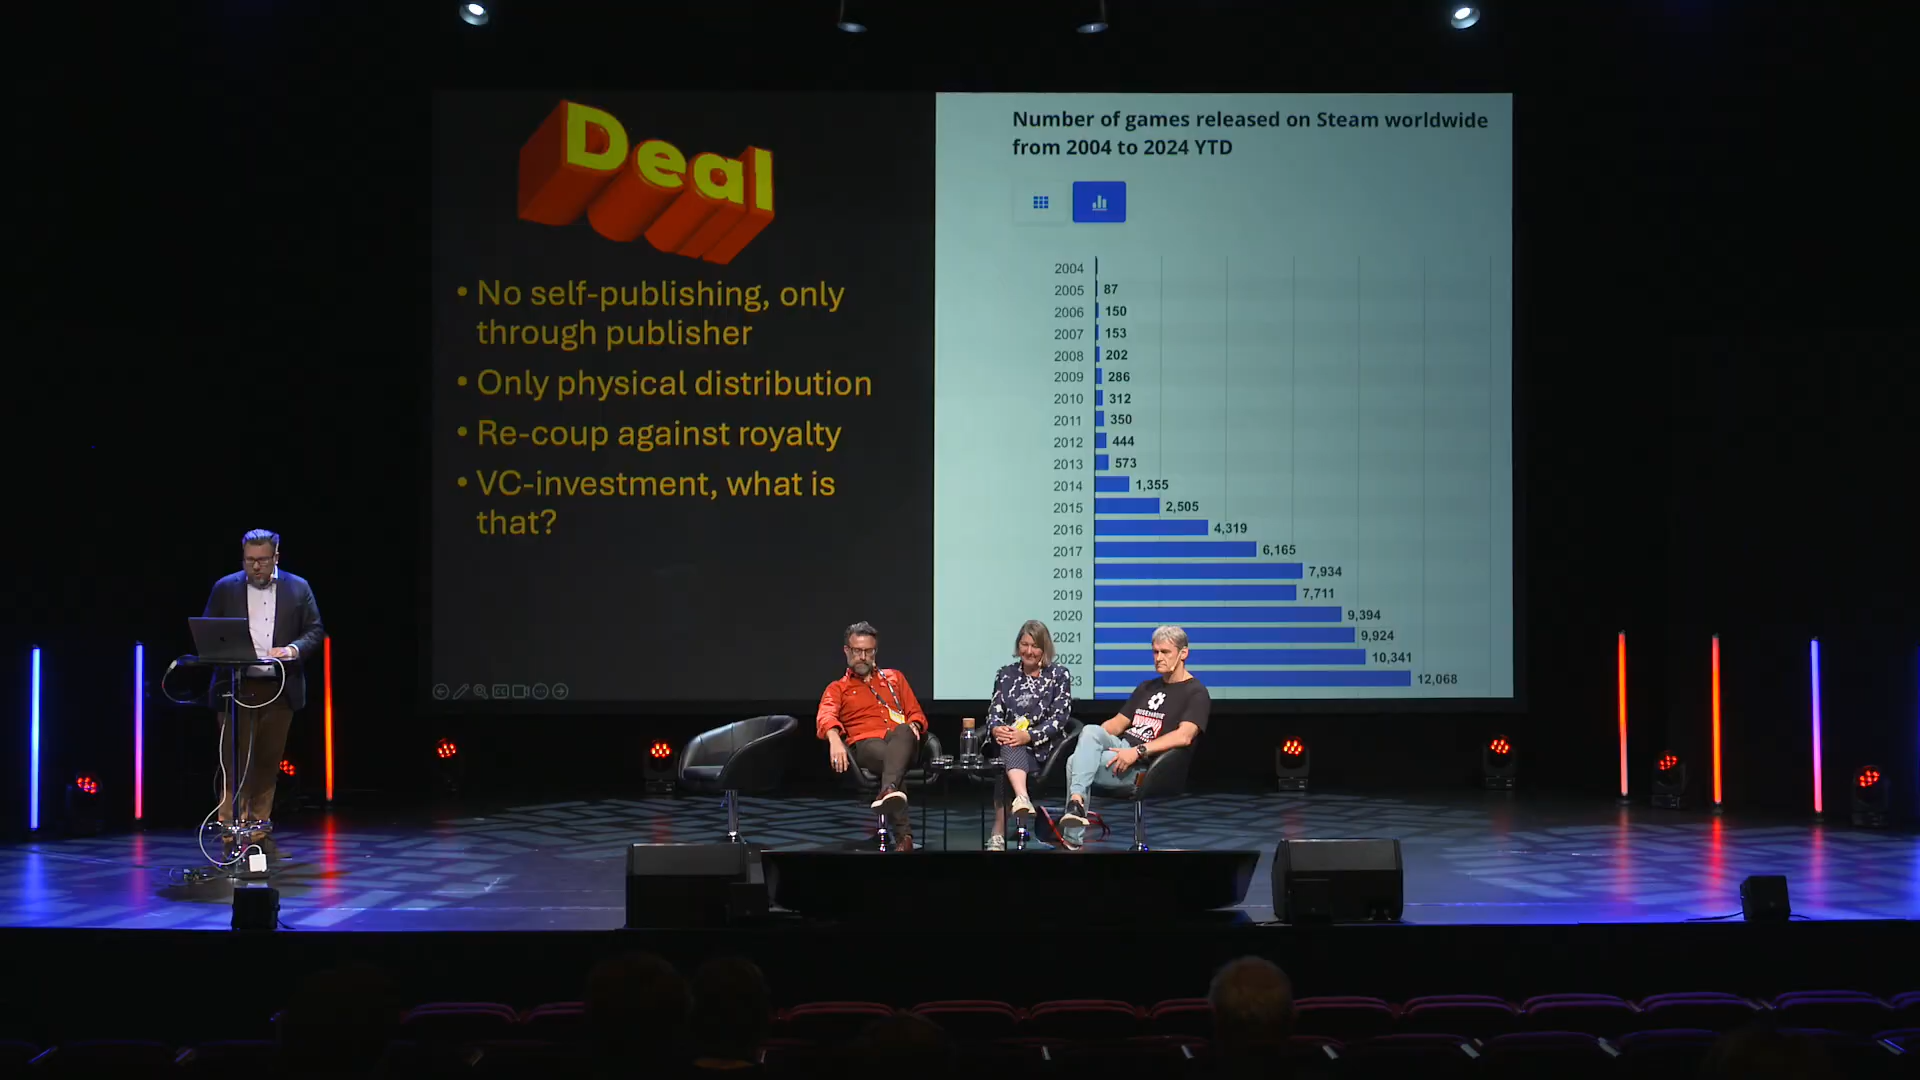 Deal
• No self-publishing, only
through publisher
• Only physical distribution
• Re-coup against royalty
• VC-investment, what is
that?
Number of games released on Steam worldwide
from 2004 to 2024 YTD
2004
2005 87
2006 150
2007 153
2008 202
2009 286
2010 312
2011 350
2012 444
2013 573
2014 1,355
2015 2,505
2016 4,319
2017 6,165
2018 7,934
2019 7,711
2020 9,394
2021 9,924
2022 10,341
23 12,068
CC